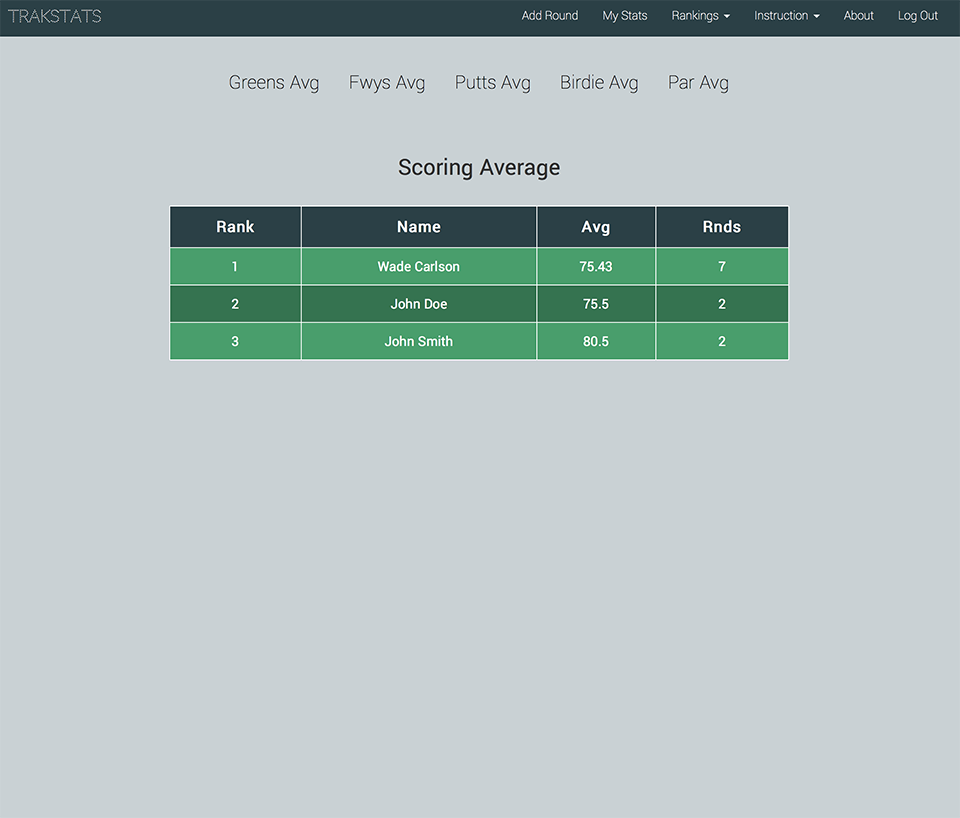 TRAKSTATS Add Round My Stats Rankings Instruction About Log Out
Greens Avg Fwys Avg Putts Avg Birdie Avg Par Avg
Scoring Average
Rank Name Avg Rnds
1 Wade Carlson 75.43 7
2 John Doe 75.5 2
3 John Smith 80.5 2